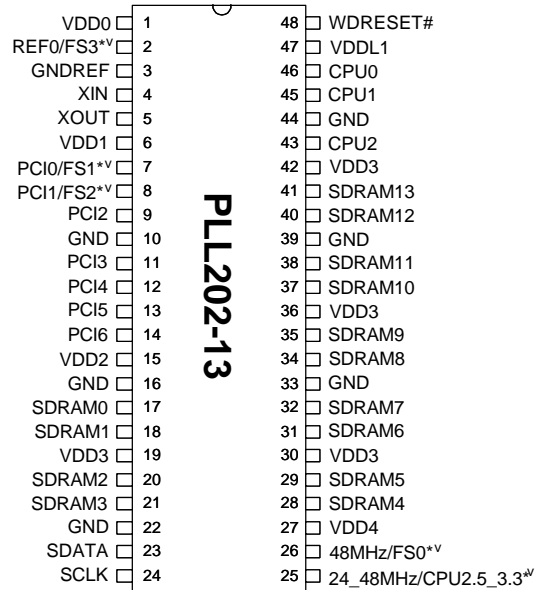 VDD0 1 48 WDRESET#
REF0/FS3*v 2 47 VDDL1
GNDREF 3 46 CPU0
XIN 4 45 CPU1
XOUT 5 44 GND
VDD1 6 43 CPU2
PCI0/FS1*v 7 42 VDD3
PCI1/FS2*v 8 41 SDRAM13
PCI2 9 40 SDRAM12
GND 10 39 GND
PCI3 11 38 SDRAM11
PCI4 12 37 SDRAM10
PCI5 13 36 VDD3
PCI6 14 35 SDRAM9
VDD2 15 34 SDRAM8
GND 16 33 GND
SDRAM0 17 32 SDRAM7
SDRAM1 18 31 SDRAM6
VDD3 19 30 VDD3
SDRAM2 20 29 SDRAM5
SDRAM3 21 28 SDRAM4
GND 22 27 VDD4
SDATA 23 26 48MHz/FS0*v
SCLK 24 25 24_48MHz/CPU2.5_3.3*v
PLL202-13